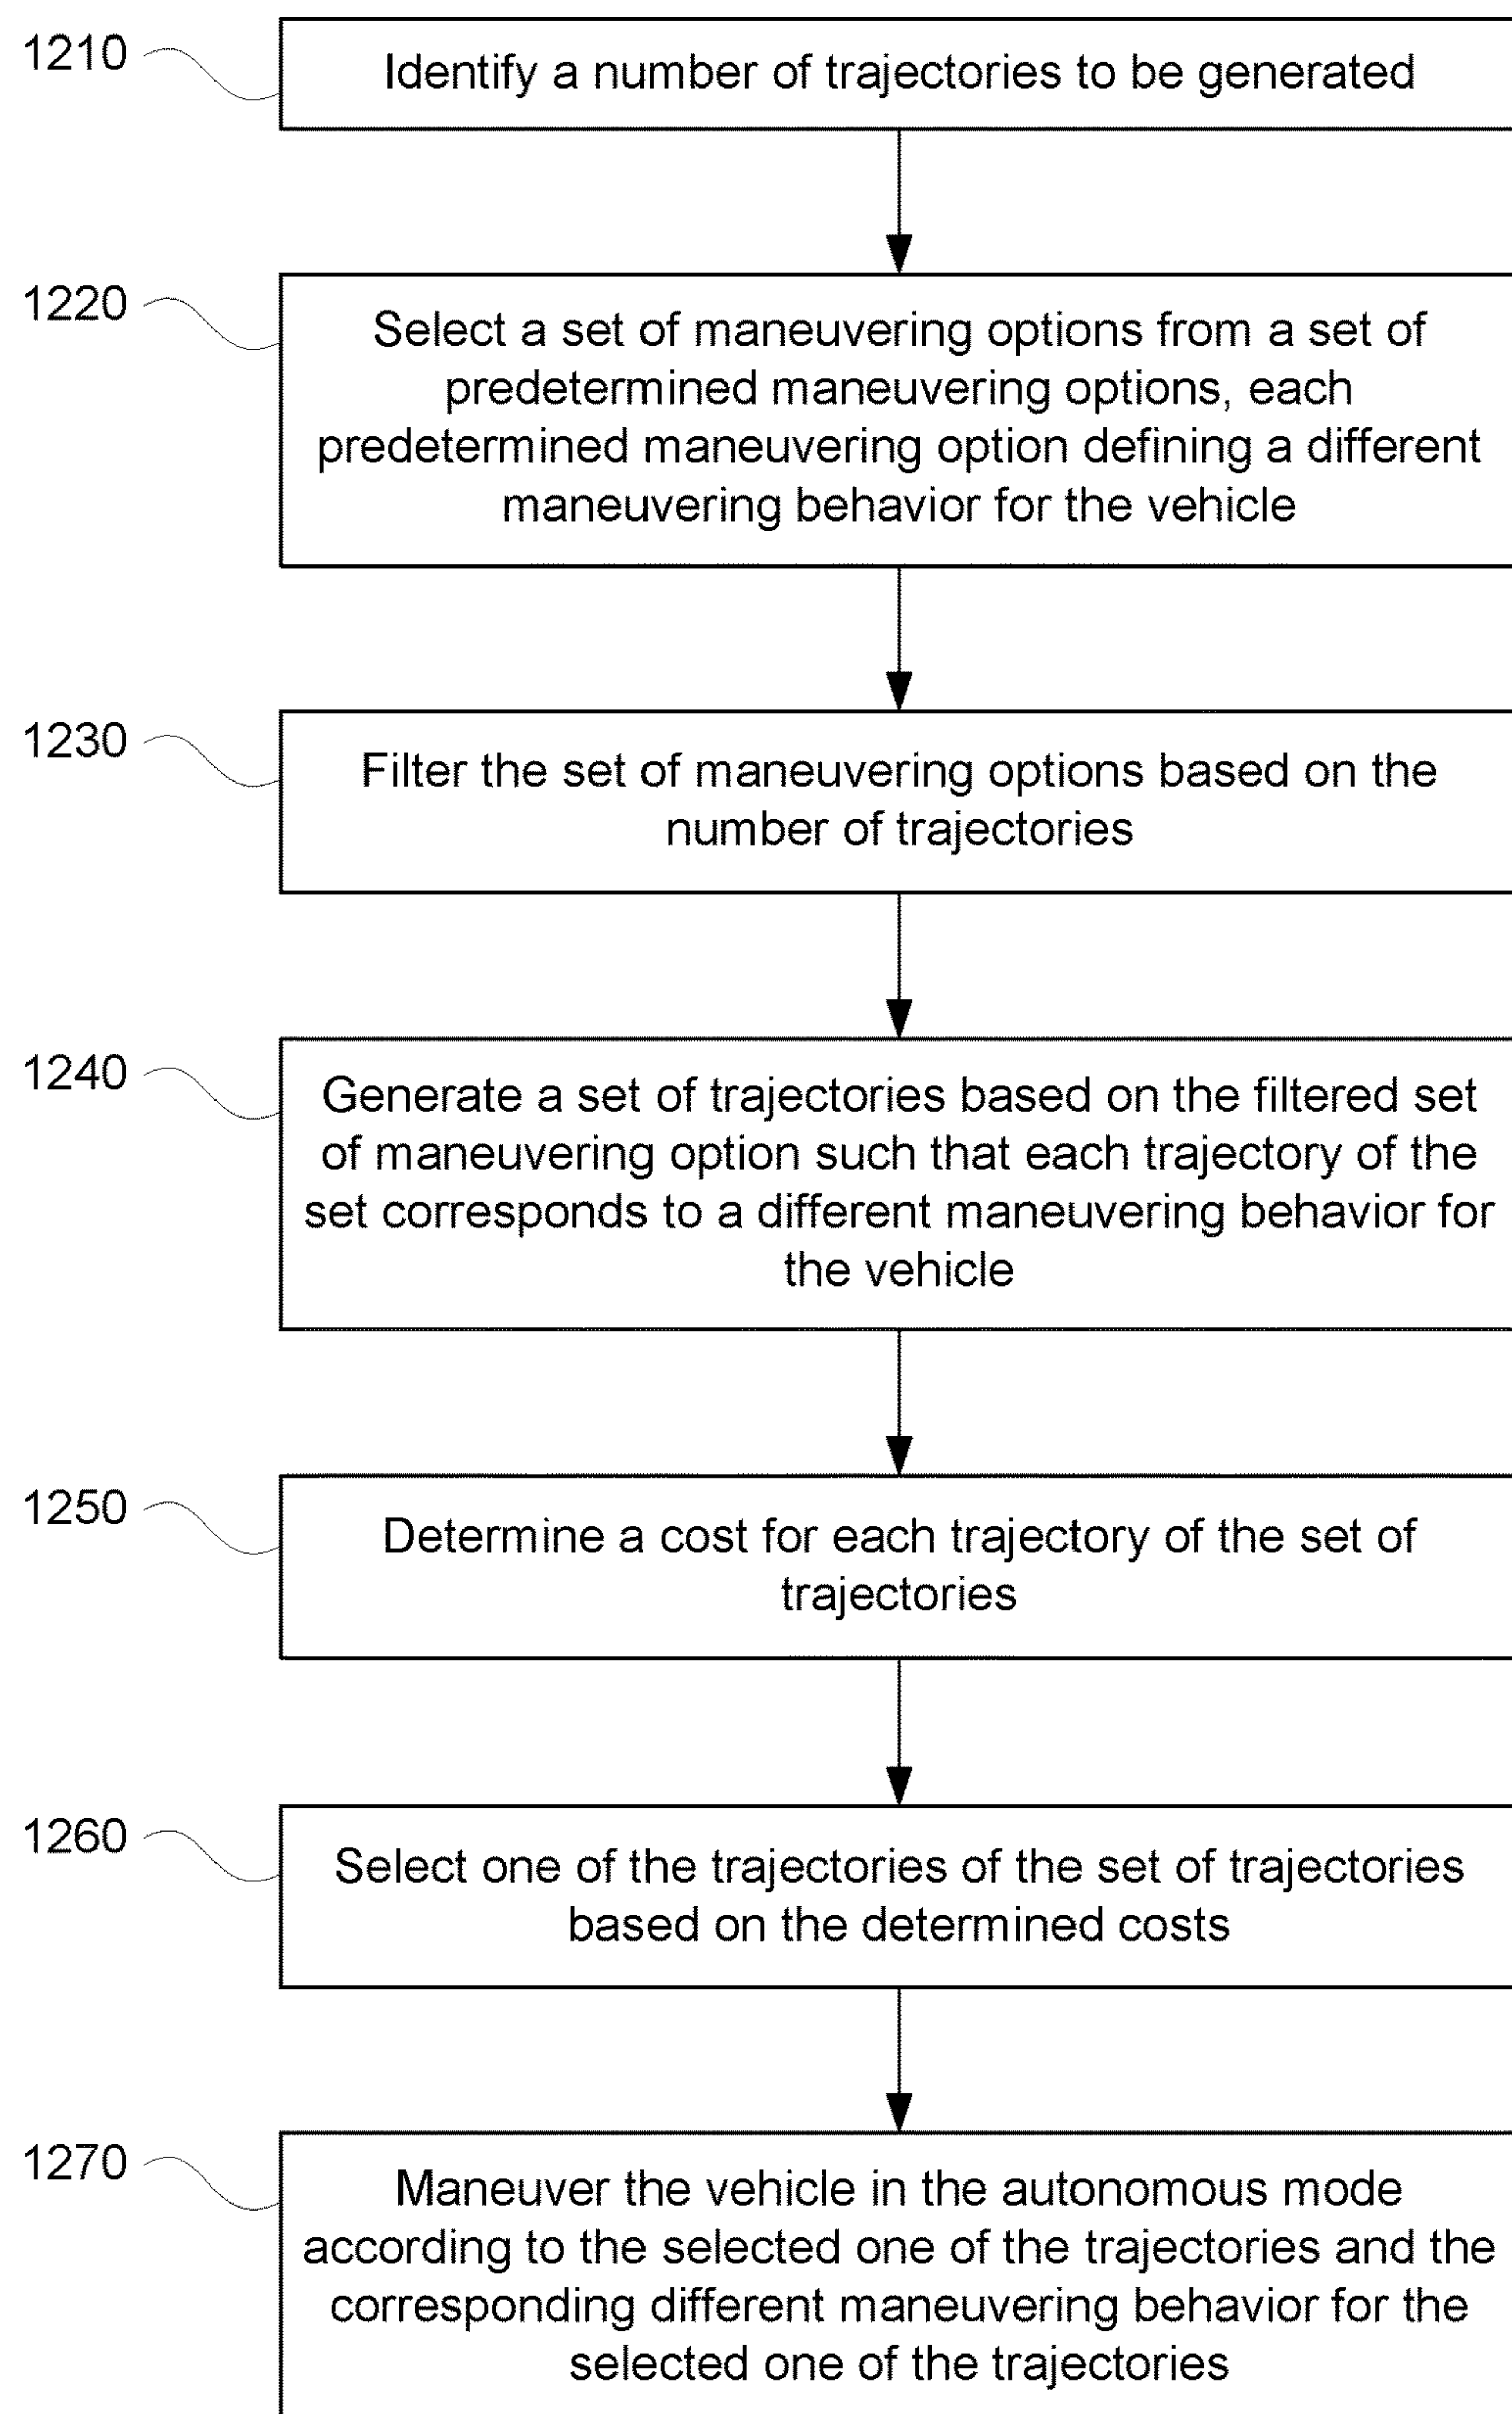 1210
Identify a number of trajectories to be generated
1220
Select a set of maneuvering options from a set of
predetermined maneuvering options, each
predetermined maneuvering option defining a different
maneuvering behavior for the vehicle
1230
Filter the set of maneuvering options based on the
number of trajectories
1240
Generate a set of trajectories based on the filtered set
of maneuvering option such that each trajectory of the
set corresponds to a different maneuvering behavior for
the vehicle
1250
Determine a cost for each trajectory of the set of
trajectories
1260
Select one of the trajectories of the set of trajectories
based on the determined costs
1270
Maneuver the vehicle in the autonomous mode
according to the selected one of the trajectories and the
corresponding different maneuvering behavior for the
selected one of the trajectories